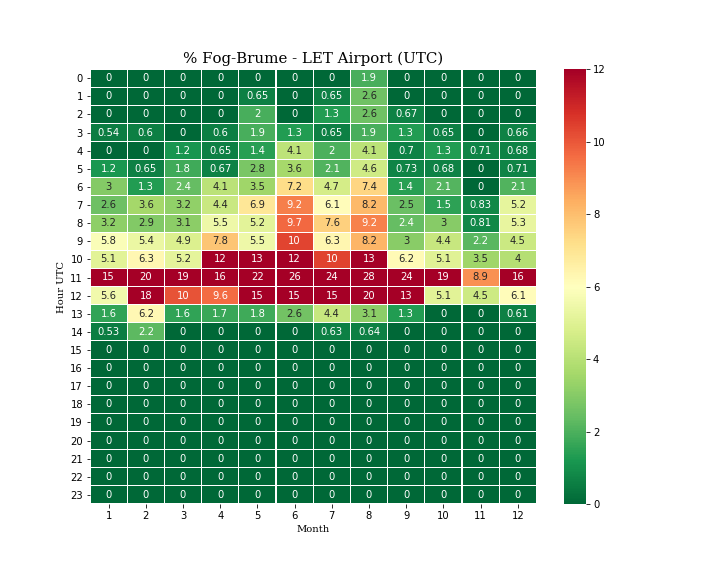 % Fog-Brume - LET Airport (UTC)
0 0 0 0 0 0 0 0 1.9 0 0 0 0
1 0 0 0 0 0.65 0 0.65 2.6 0 0 0 0
2 0 0 0 0 2 0 1.3 2.6 0.67 0 0 0
3 0.54 0.6 0 0.6 1.9 1.3 0.65 1.9 1.3 0.65 0 0.66
4 0 0 1.2 0.65 1.4 4.1 2 4.1 0.7 1.3 0.71 0.68
5 1.2 0.65 1.8 0.67 2.8 3.6 2.1 4.6 0.73 0.68 0 0.71
6 3 1.3 2.4 4.1 3.5 7.2 4.7 7.4 1.4 2.1 0 2.1
7 2.6 3.6 3.2 4.4 6.9 9.2 6.1 8.2 2.5 1.5 0.83 5.2
8 3.2 2.9 3.1 5.5 5.2 9.7 7.6 9.2 2.4 3 0.81 5.3
9 5.8 5.4 4.9 7.8 5.5 10 6.3 8.2 3 4.4 2.2 4.5
10 5.1 6.3 5.2 12 13 12 10 13 6.2 5.1 3.5 4
11 15 20 19 16 22 26 24 28 24 19 8.9 16
12 5.6 18 10 9.6 15 15 15 20 13 5.1 4.5 6.1
13 1.6 6.2 1.6 1.7 1.8 2.6 4.4 3.1 1.3 0 0 0.61
14 0.53 2.2 0 0 0 0 0.63 0.64 0 0 0 0
15 0 0 0 0 0 0 0 0 0 0 0 0
16 0 0 0 0 0 0 0 0 0 0 0 0
17 0 0 0 0 0 0 0 0 0 0 0 0
18 0 0 0 0 0 0 0 0 0 0 0 0
19 0 0 0 0 0 0 0 0 0 0 0 0
20 0 0 0 0 0 0 0 0 0 0 0 0
21 0 0 0 0 0 0 0 0 0 0 0 0
22 0 0 0 0 0 0 0 0 0 0 0 0
23 0 0 0 0 0 0 0 0 0 0 0 0
1 2 3 4 5 6 7 8 9 10 11 12
Month
Hour UTC
12
10
8
6
4
2
0